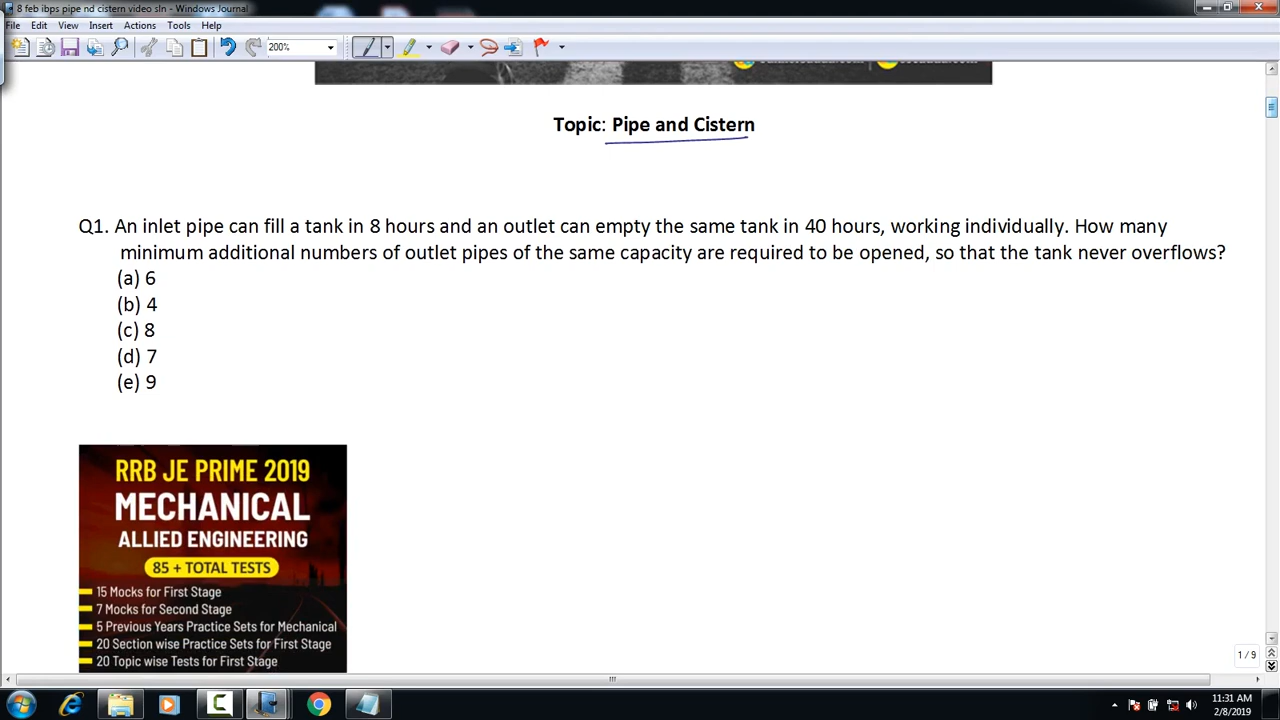 8 feb ibps pipe nd cistern video sln - Windows Journal
File Edit View Insert Actions Tools Help
200%
Topic: Pipe and Cistern
Q1. An inlet pipe can fill a tank in 8 hours and an outlet can empty the same tank in 40 hours, working individually. How many
minimum additional numbers of outlet pipes of the same capacity are required to be opened, so that the tank never overflows?
(a) 6
(b) 4
(c) 8
(d) 7
(e) 9
RRB JE PRIME 2019
MECHANICAL
ALLIED ENGINEERING
85 + TOTAL TESTS
15 Mocks for First Stage
7 Mocks for Second Stage
5 Previous Years Practice Sets for Mechanical
20 Section wise Practice Sets for First Stage
20 Topic wise Tests for First Stage
1 / 9
11:31 AM
2/8/2019